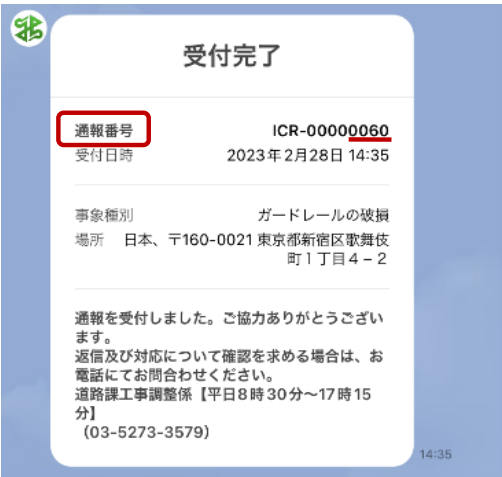 受付完了
通報番号 ICR-00000060
受付日時 2023年2月28日 14:35
事象種別 ガードレールの破損
場所 日本、〒160-0021 東京都新宿区歌舞伎
町1丁目4−2
通報を受付しました。ご協力ありがとうござい
ます。
返信及び対応について確認を求める場合は、お
電話にてお問合わせください。
道路課工事調整係【平日8時30分〜17時15
分】
（03-5273-3579）
14:35